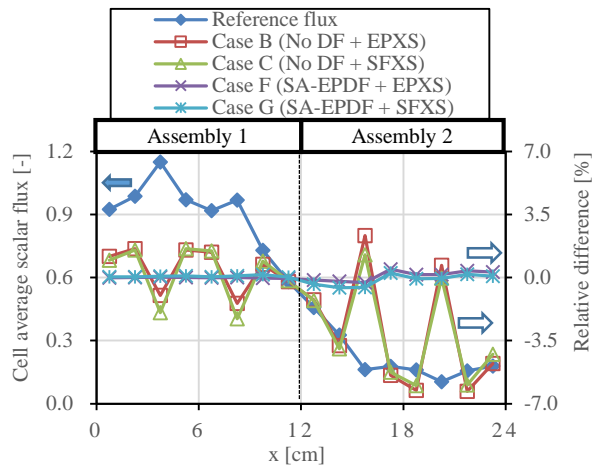 Reference flux
Case B (No DF + EPXS)
Case C (No DF + SFXS)
Case F (SA-EPDF + EPXS)
Case G (SA-EPDF + SFXS)
Assembly 1 Assembly 2
1.2 7.0
0.9 3.5
0.6 0.0
0.3 -3.5
0.0 -7.0
0 6 12 18 24
x [cm]
Cell average scalar flux [-]
Relative difference [%]